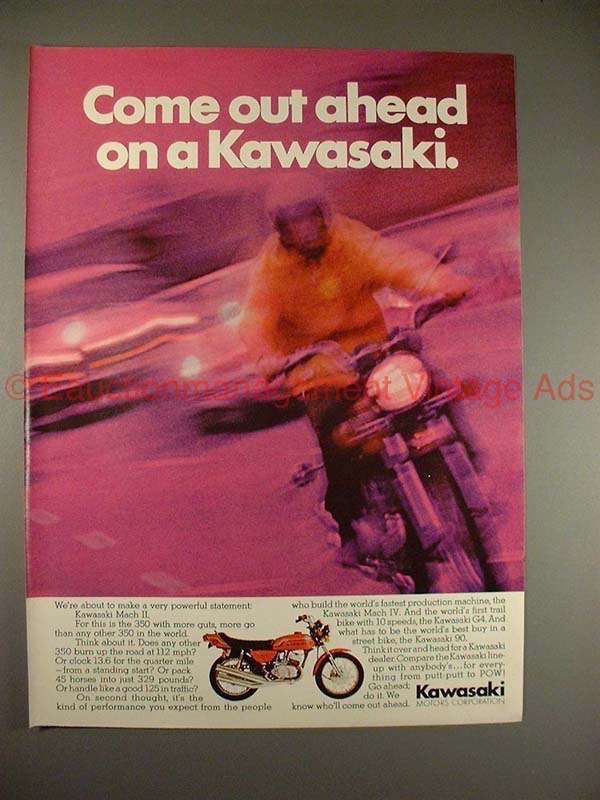 Come out ahead
on a Kawasaki.
© Eauctionmanagement Vintage Ads
We're about to make a very powerful statement:
Kawasaki Mach II.
For this is the 350 with more guts, more go
than any other 350 in the world.
Think about it. Does any other
350 burn up the road at 112 mph?
Or clock 13.6 for the quarter mile
—from a standing start? Or pack
45 horses into just 329 pounds?
Or handle like a good 125 in traffic?
On second thought, it's the
kind of performance you expect from the people
who build the world's fastest production machine, the
Kawasaki Mach IV. And the world's first trail
bike with 10 speeds, the Kawasaki G4. And
what has to be the world's best buy in a
street bike, the Kawasaki 90.
Think it over and head for a Kawasaki
dealer. Compare the Kawasaki line-
up with anybody's...for every-
thing from putt putt to POW!
Go ahead;
do it. We
know who'll come out ahead.
Kawasaki
MOTORS CORPORATION